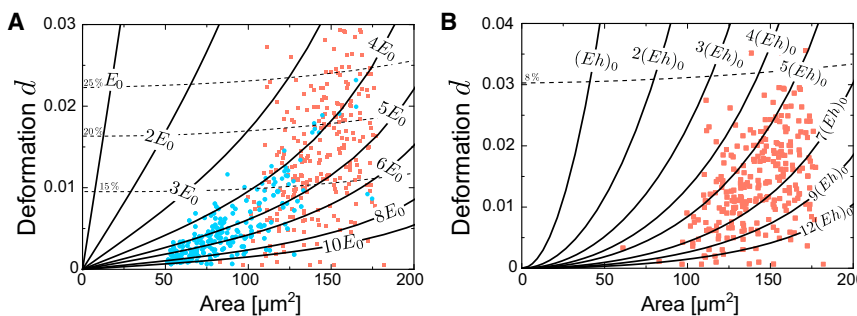 A
Deformation d
0.03
0.02
0.01
0
25%
20%
15%
E₀
2E₀
3E₀
4E₀
5E₀
6E₀
8E₀
10E₀
0 50 100 150 200
Area [µm²]
B
Deformation d
0.04
0.03
0.02
0.01
0.00
8%
(Eh)₀
2(Eh)₀
3(Eh)₀
4(Eh)₀
5(Eh)₀
7(Eh)₀
9(Eh)₀
12(Eh)₀
0 50 100 150 200
Area [µm²]